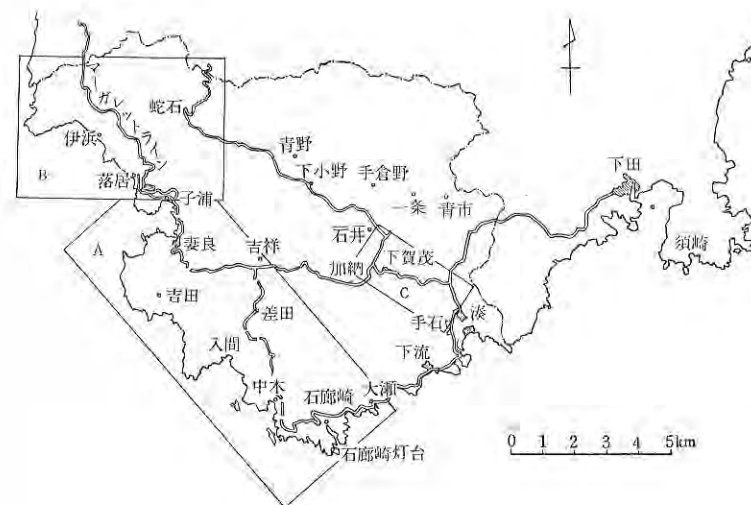 マーガレットライン
蛇石
伊浜
青野
下小野
手倉野
下田
B
落居
子浦
一条
青市
須崎
A
妻良
吉祥
石井
加納
下賀茂
C
吉田
差田
手石
湊
入間
下流
中木
石廊崎
大瀬
石廊崎灯台
0 1 2 3 4 5km